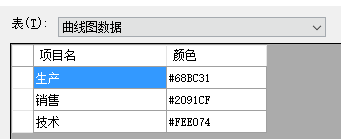 表(I): 曲线图数据
项目名 颜色
生产 #68BC31
销售 #2091CF
技术 #FEE074